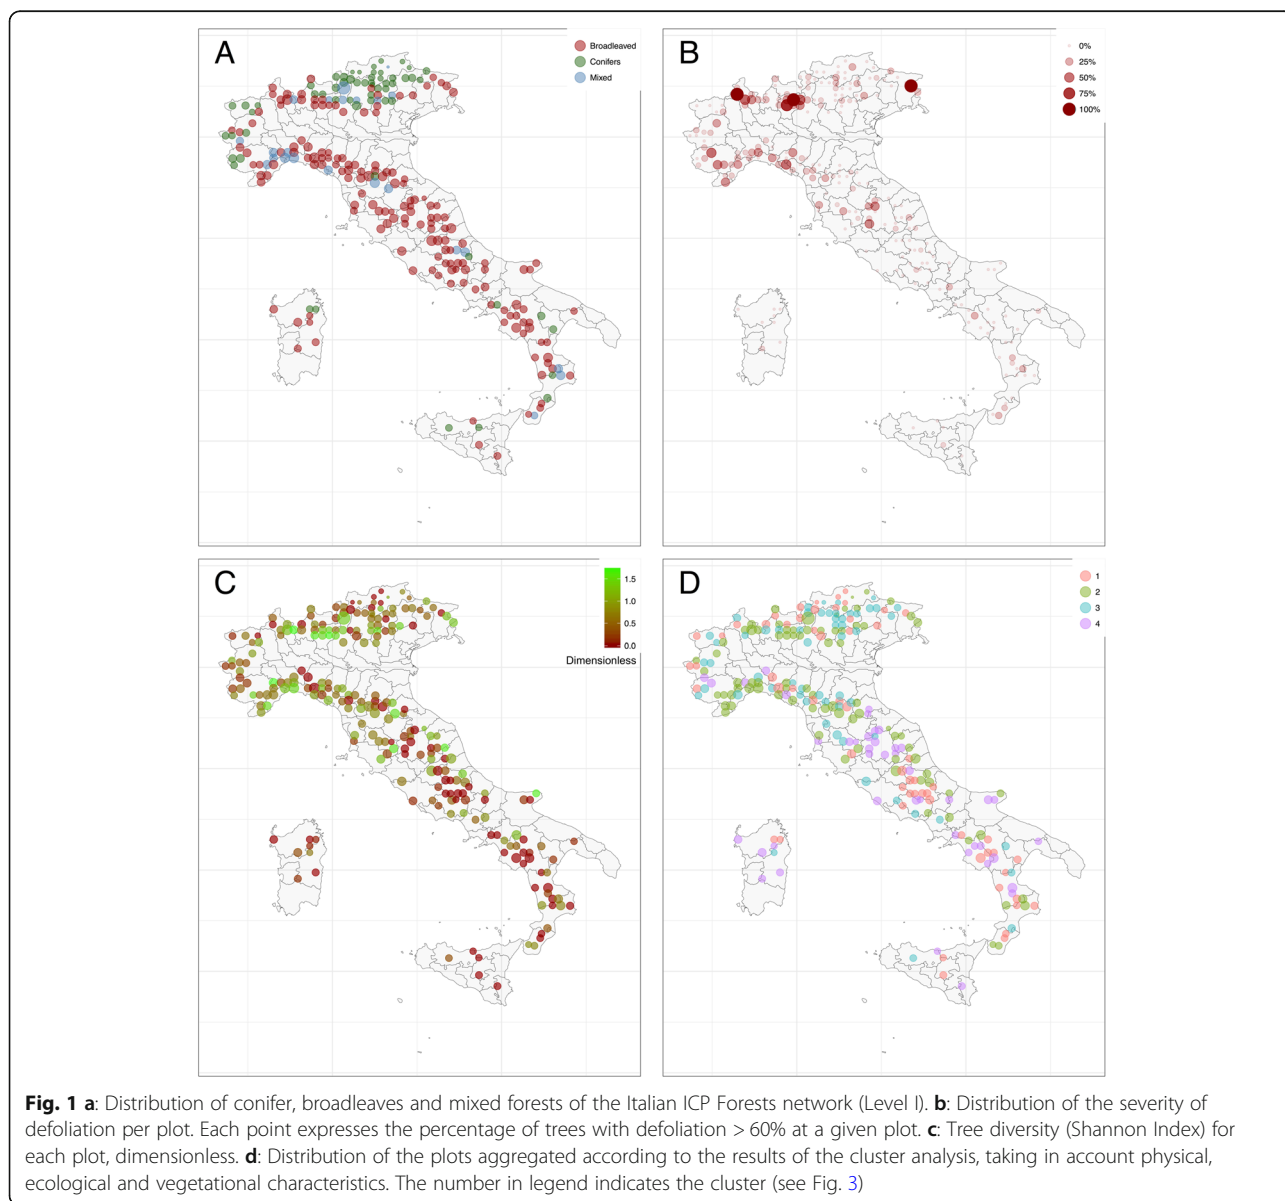 A
Broadleaved
Conifers
Mixed
B
0%
25%
50%
75%
100%
C
1.5
1.0
0.5
0.0
Dimensionless
D
1
2
3
4
Fig. 1 a: Distribution of conifer, broadleaves and mixed forests of the Italian ICP Forests network (Level I). b: Distribution of the severity of
defoliation per plot. Each point expresses the percentage of trees with defoliation > 60% at a given plot. c: Tree diversity (Shannon Index) for
each plot, dimensionless. d: Distribution of the plots aggregated according to the results of the cluster analysis, taking in account physical,
ecological and vegetational characteristics. The number in legend indicates the cluster (see Fig. 3)